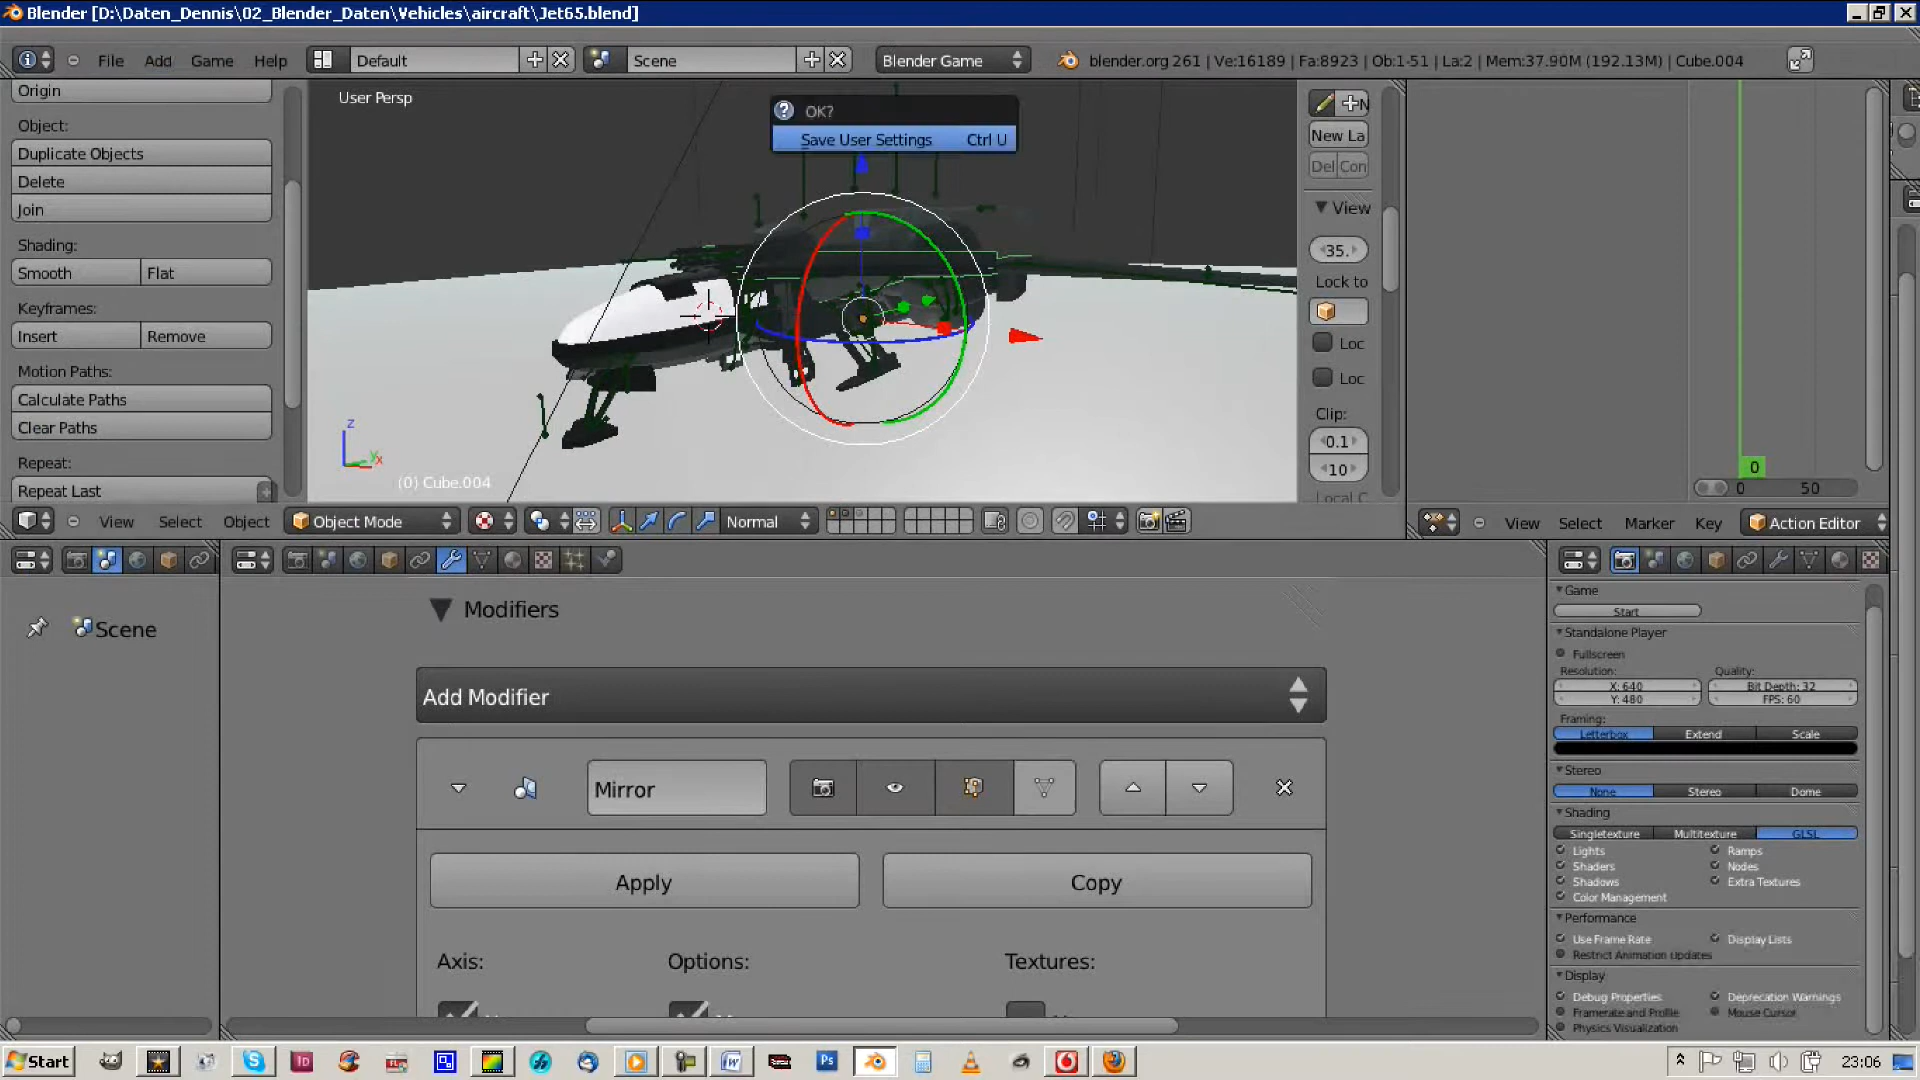 Blender [D:\Daten_Dennis\02_Blender_Daten\Vehicles\aircraft\Jet65.blend]
File Add Game Help Default Scene Blender Game blender.org 261 | Ve:16189 | Fa:8923 | Ob:1-51 | La:2 | Mem:37.90M (192.13M) | Cube.004
Origin
Object:
Duplicate Objects
Delete
Join
Shading:
Smooth Flat
Keyframes:
Insert Remove
Motion Paths:
Calculate Paths
Clear Paths
Repeat:
Repeat Last
User Persp
OK?
Save User Settings Ctrl U
z
y
x
(0) Cube.004
N
New La
Del Con
View
35.
Lock to
Loc
Loc
Clip:
0.1
10
Local C
0
0 50
View Select Object Object Mode Normal
View Select Marker Key Action Editor
Scene
Modifiers
Add Modifier
Mirror
Apply Copy
Axis: Options: Textures:
Game
Start
Standalone Player
Fullscreen
Resolution: Quality:
X: 640 Bit Depth: 32
Y: 480 FPS: 60
Framing:
Letterbox Extend Scale
Stereo
None Stereo Dome
Shading
Singletexture Multitexture GLSL
Lights Ramps
Shaders Nodes
Shadows Extra Textures
Color Management
Performance
Use Frame Rate Display Lists
Restrict Animation Updates
Display
Debug Properties Deprecation Warnings
Framerate and Profile Mouse Cursor
Physics Visualization
Start Ps 23:06